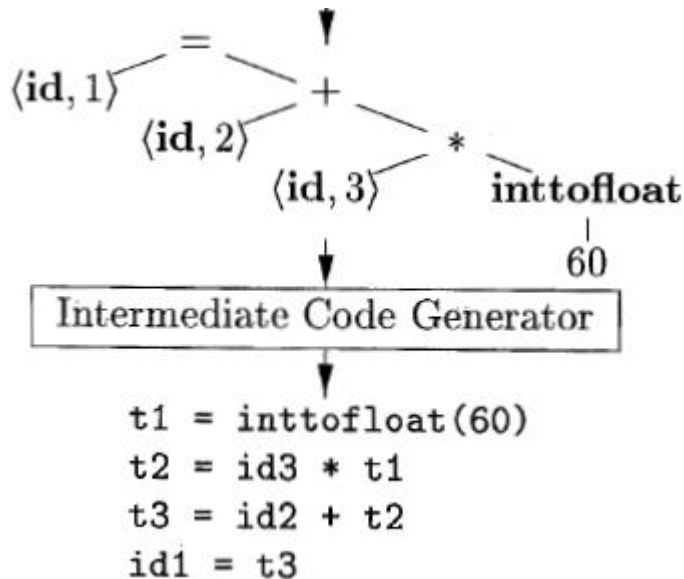 =
⟨id, 1⟩ +
⟨id, 2⟩ *
⟨id, 3⟩ inttofloat
60
Intermediate Code Generator
t1 = inttofloat(60)
t2 = id3 * t1
t3 = id2 + t2
id1 = t3